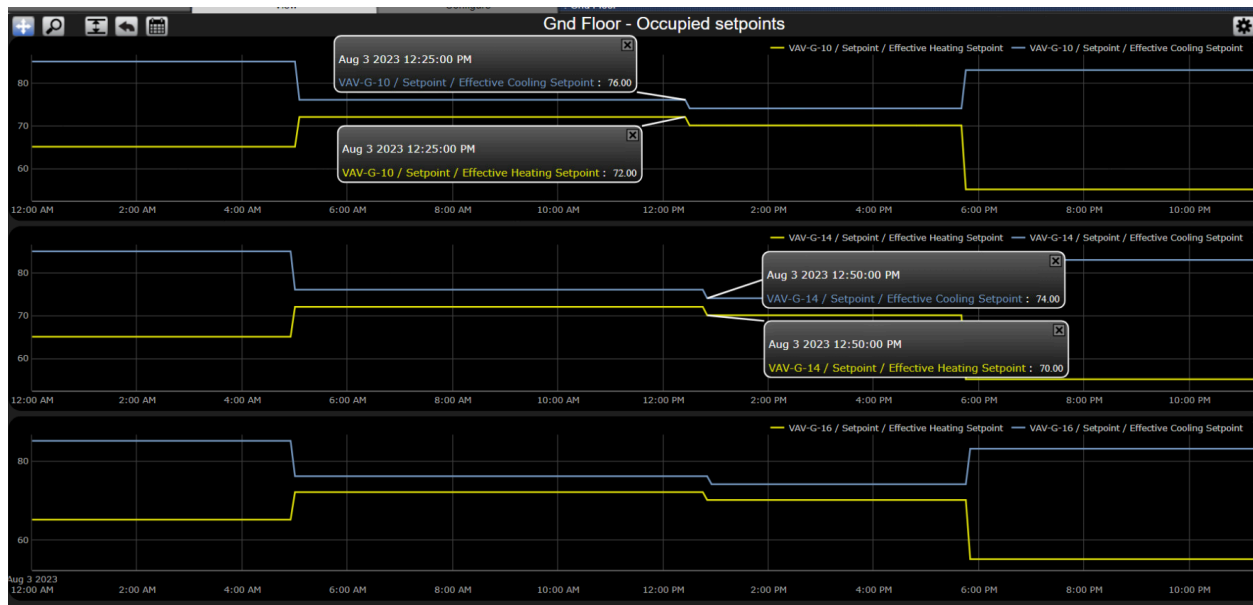 View Configure Gnd Floor
Gnd Floor - Occupied setpoints
VAV-G-10 / Setpoint / Effective Heating Setpoint VAV-G-10 / Setpoint / Effective Cooling Setpoint
Aug 3 2023 12:25:00 PM
VAV-G-10 / Setpoint / Effective Cooling Setpoint : 76.00
80
70
Aug 3 2023 12:25:00 PM
VAV-G-10 / Setpoint / Effective Heating Setpoint : 72.00
60
12:00 AM 2:00 AM 4:00 AM 6:00 AM 8:00 AM 10:00 AM 12:00 PM 2:00 PM 4:00 PM 6:00 PM 8:00 PM 10:00 PM
VAV-G-14 / Setpoint / Effective Heating Setpoint VAV-G-14 / Setpoint / Effective Cooling Setpoint
80
Aug 3 2023 12:50:00 PM
VAV-G-14 / Setpoint / Effective Cooling Setpoint : 74.00
70
Aug 3 2023 12:50:00 PM
60
VAV-G-14 / Setpoint / Effective Heating Setpoint : 70.00
12:00 AM 2:00 AM 4:00 AM 6:00 AM 8:00 AM 10:00 AM 12:00 PM 2:00 PM 4:00 PM 6:00 PM 8:00 PM 10:00 PM
VAV-G-16 / Setpoint / Effective Heating Setpoint VAV-G-16 / Setpoint / Effective Cooling Setpoint
80
60
Aug 3 2023
12:00 AM 2:00 AM 4:00 AM 6:00 AM 8:00 AM 10:00 AM 12:00 PM 2:00 PM 4:00 PM 6:00 PM 8:00 PM 10:00 PM